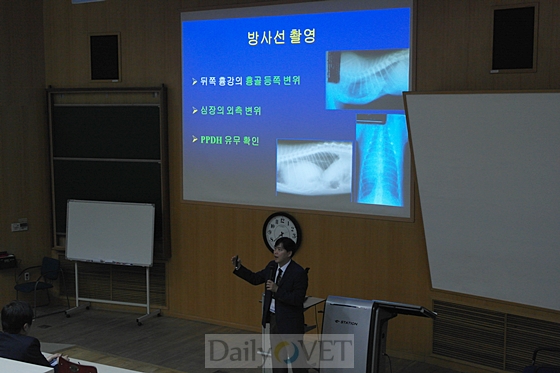 방사선 촬영
➤ 뒤쪽 흉강의 흉골 등쪽 변위
➤ 심장의 외측 변위
➤ PPDH 유무 확인
DailyVET